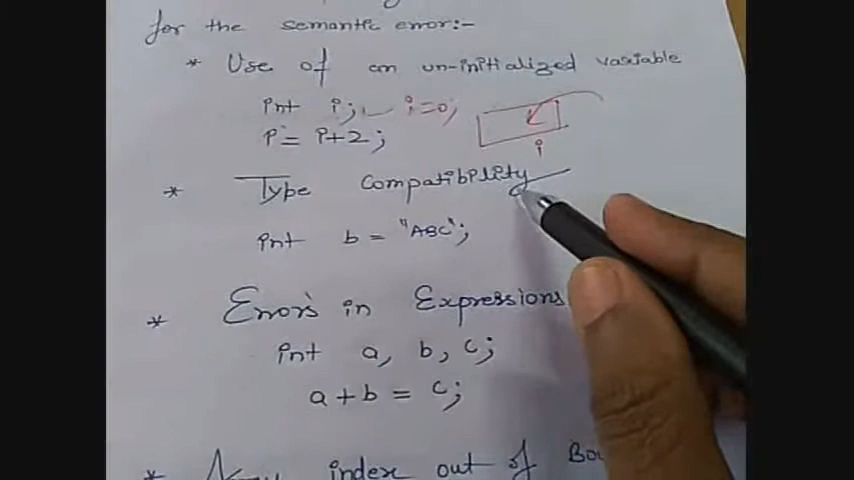 for the semantic error:-
* Use of an un-initialized variable
int i; i=0;
i = i+2;
i
* Type Compatibility
int b = "ABC";
* Errors in Expressions
int a, b, c;
a+b = c;
* index out of